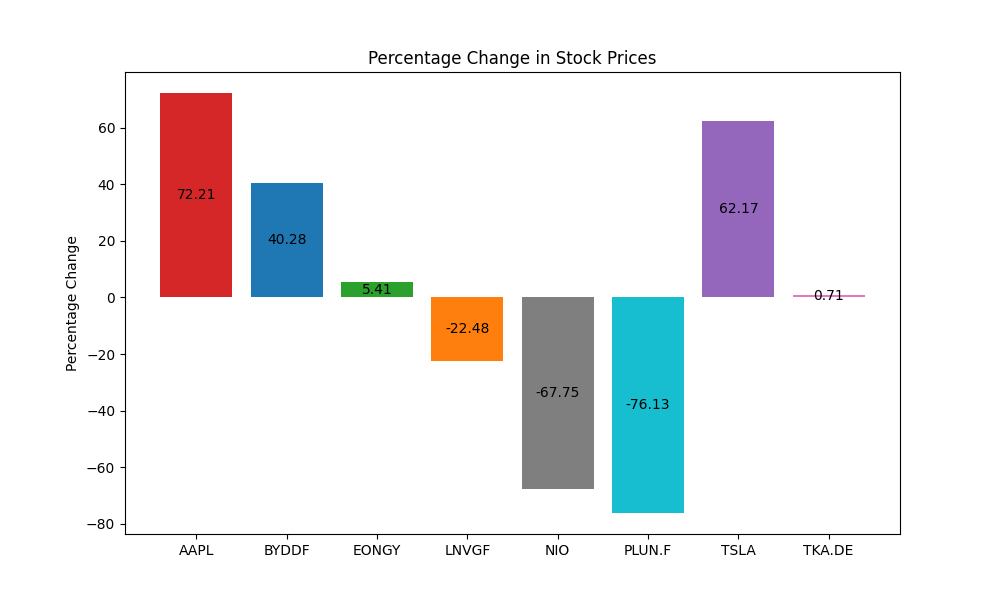 Percentage Change in Stock Prices
Percentage Change
60
40
20
0
−20
−40
−60
−80
72.21
40.28
5.41
-22.48
-67.75
-76.13
62.17
0.71
AAPL
BYDDF
EONGY
LNVGF
NIO
PLUN.F
TSLA
TKA.DE